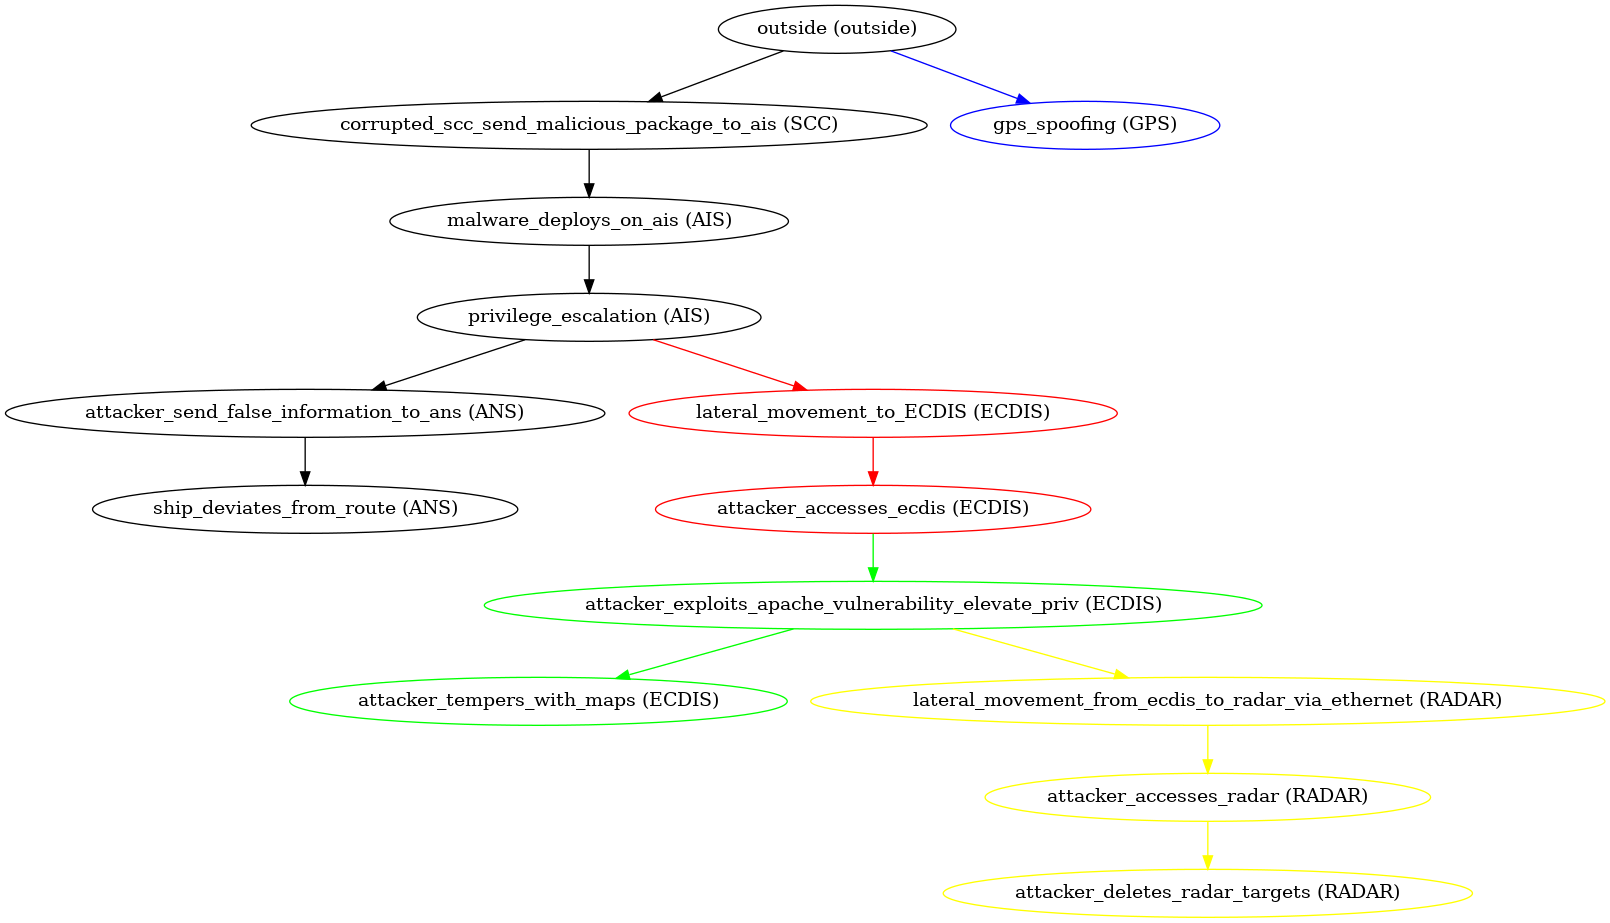 outside (outside)
corrupted_scc_send_malicious_package_to_ais (SCC)
gps_spoofing (GPS)
malware_deploys_on_ais (AIS)
privilege_escalation (AIS)
attacker_send_false_information_to_ans (ANS)
lateral_movement_to_ECDIS (ECDIS)
ship_deviates_from_route (ANS)
attacker_accesses_ecdis (ECDIS)
attacker_exploits_apache_vulnerability_elevate_priv (ECDIS)
attacker_tempers_with_maps (ECDIS)
lateral_movement_from_ecdis_to_radar_via_ethernet (RADAR)
attacker_accesses_radar (RADAR)
attacker_deletes_radar_targets (RADAR)